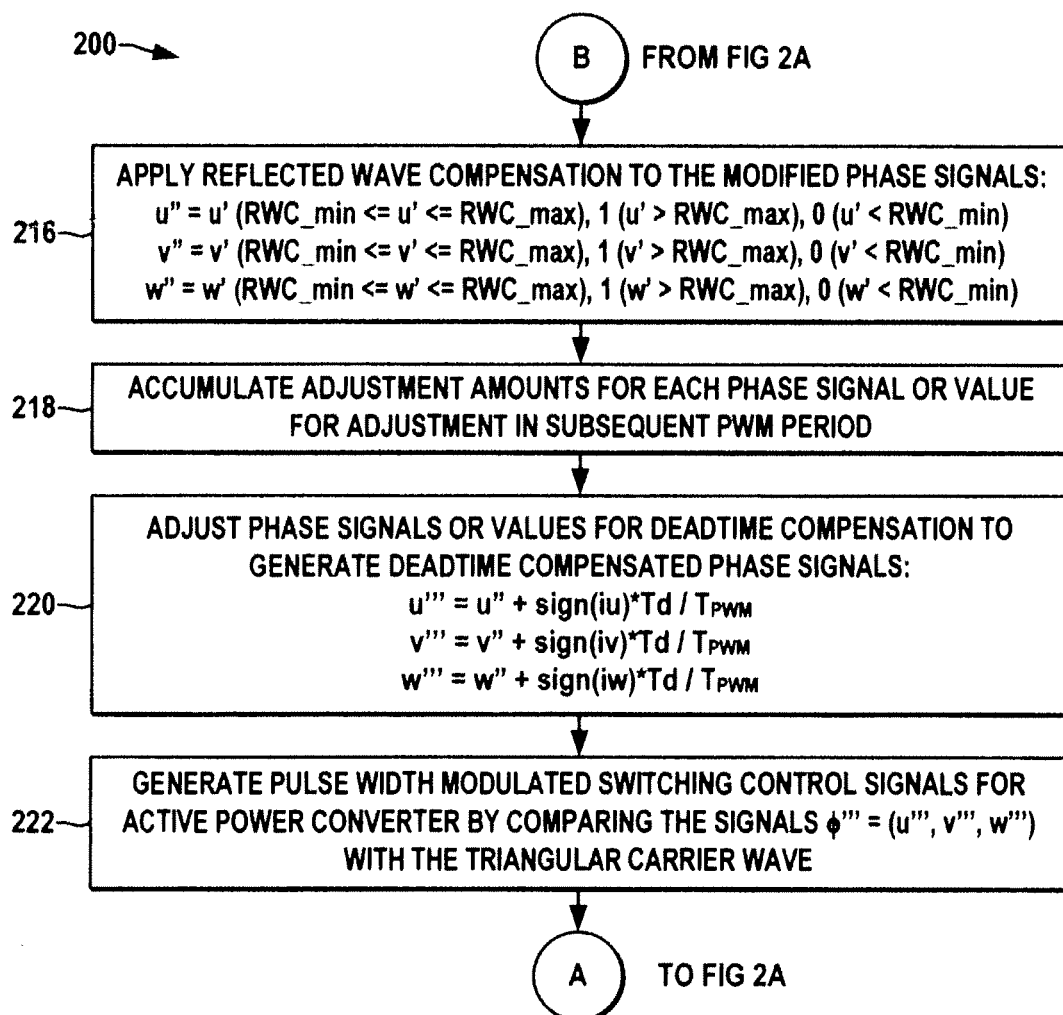 200
B FROM FIG 2A
APPLY REFLECTED WAVE COMPENSATION TO THE MODIFIED PHASE SIGNALS:
u" = u' (RWC_min <= u' <= RWC_max), 1 (u' > RWC_max), 0 (u' < RWC_min)
216
v" = v' (RWC_min <= v' <= RWC_max), 1 (v' > RWC_max), 0 (v' < RWC_min)
w" = w' (RWC_min <= w' <= RWC_max), 1 (w' > RWC_max), 0 (w' < RWC_min)
218
ACCUMULATE ADJUSTMENT AMOUNTS FOR EACH PHASE SIGNAL OR VALUE
FOR ADJUSTMENT IN SUBSEQUENT PWM PERIOD
ADJUST PHASE SIGNALS OR VALUES FOR DEADTIME COMPENSATION TO
GENERATE DEADTIME COMPENSATED PHASE SIGNALS:
220
u''' = u" + sign(iu)*Td / TPWM
v''' = v" + sign(iv)*Td / TPWM
w''' = w" + sign(iw)*Td / TPWM
GENERATE PULSE WIDTH MODULATED SWITCHING CONTROL SIGNALS FOR
222
ACTIVE POWER CONVERTER BY COMPARING THE SIGNALS ϕ''' = (u''', v''', w''')
WITH THE TRIANGULAR CARRIER WAVE
A TO FIG 2A